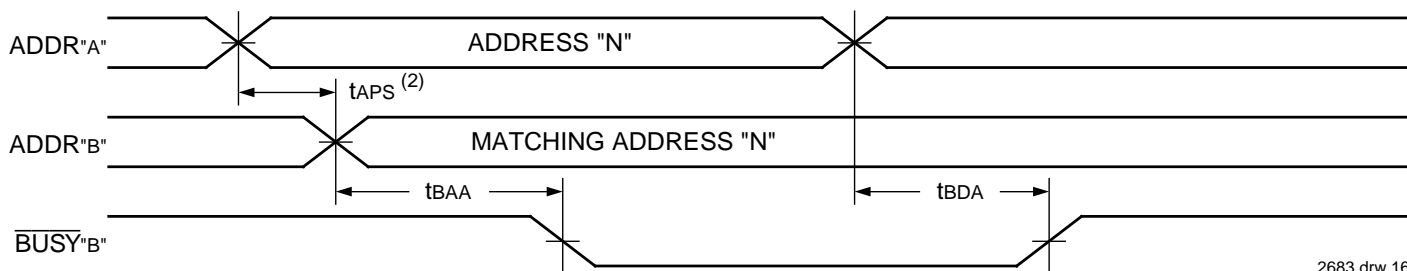 ADDR"A"
ADDRESS "N"
tAPS (2)
ADDR"B"
MATCHING ADDRESS "N"
tBAA
tBDA
BUSY"B"
2683 drw 16